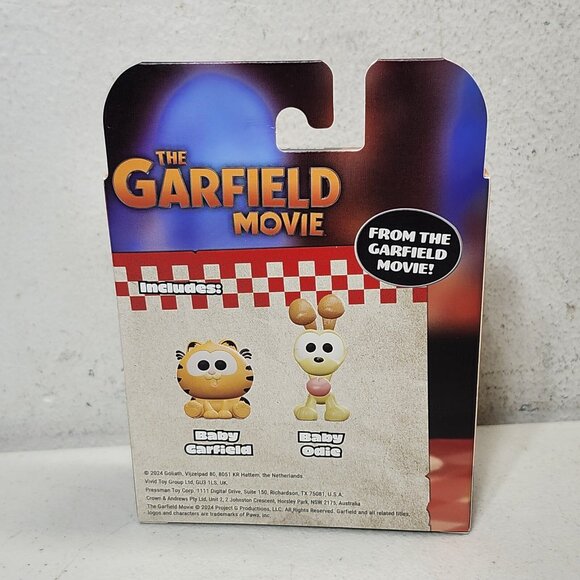 THE
GARFIELD
MOVIE
FROM THE
GARFIELD
MOVIE!
Includes:
Baby
Garfield
Baby
Odie
© 2024 Goliath, Vijzelpad 80, 8051 KR Hattem, the Netherlands
Vivid Toy Group Ltd, GU3 1LS, UK.
Pressman Toy Corp. 1111 Digital Drive, Suite 150, Richardson, TX 75081, U.S.A.
Crown & Andrews Pty Ltd, Unit 2, 2 Johnston Crescent, Horsley Park, NSW 2175, Australia
The Garfield Movie © 2024 Project G Productions, LLC. All Rights Reserved. Garfield and all related titles,
logos and characters are trademarks of Paws, Inc.